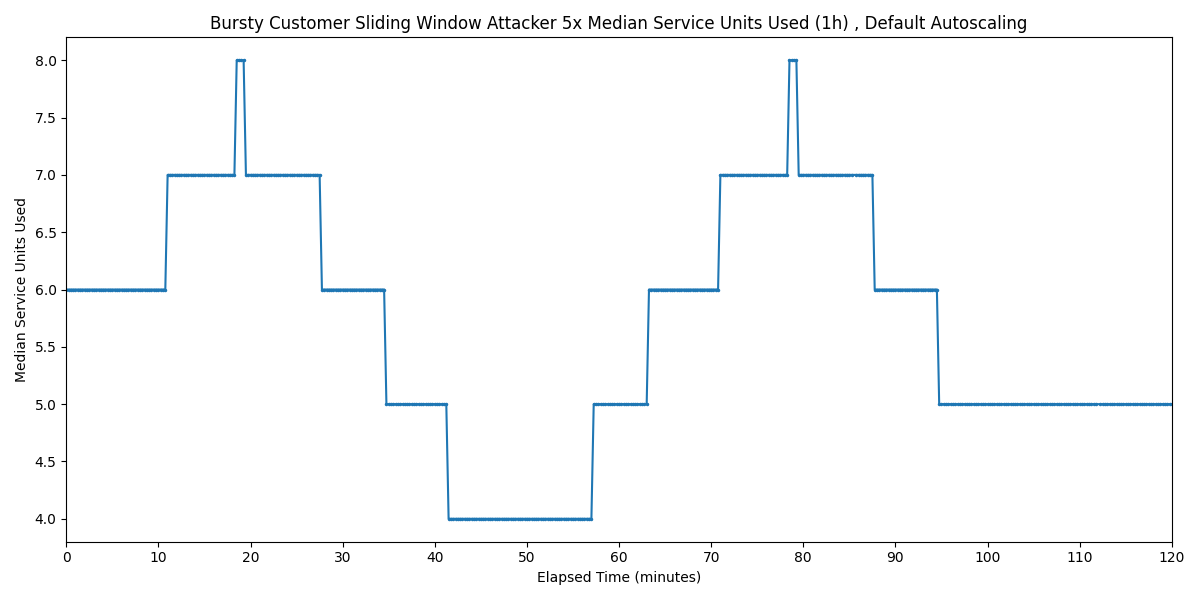 Bursty Customer Sliding Window Attacker 5x Median Service Units Used (1h) , Default Autoscaling
8.0
7.5
7.0
6.5
6.0
5.5
5.0
4.5
4.0
Median Service Units Used
0 10 20 30 40 50 60 70 80 90 100 110 120
Elapsed Time (minutes)